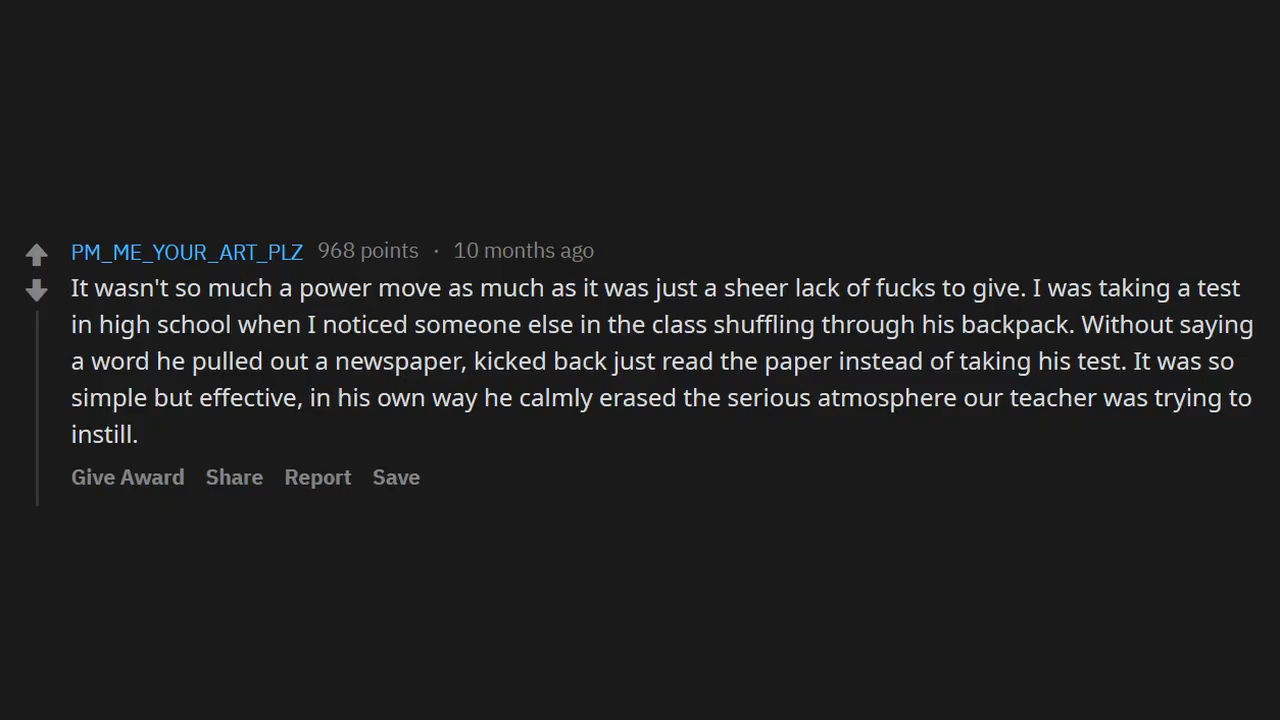 PM_ME_YOUR_ART_PLZ 968 points · 10 months ago
It wasn't so much a power move as much as it was just a sheer lack of fucks to give. I was taking a test
in high school when I noticed someone else in the class shuffling through his backpack. Without saying
a word he pulled out a newspaper, kicked back just read the paper instead of taking his test. It was so
simple but effective, in his own way he calmly erased the serious atmosphere our teacher was trying to
instill.
Give Award Share Report Save